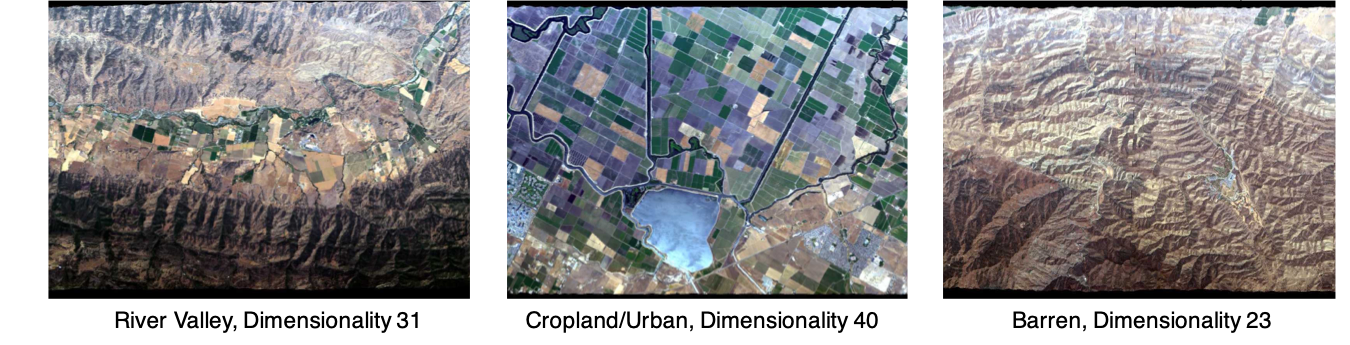 River Valley, Dimensionality 31
Cropland/Urban, Dimensionality 40
Barren, Dimensionality 23